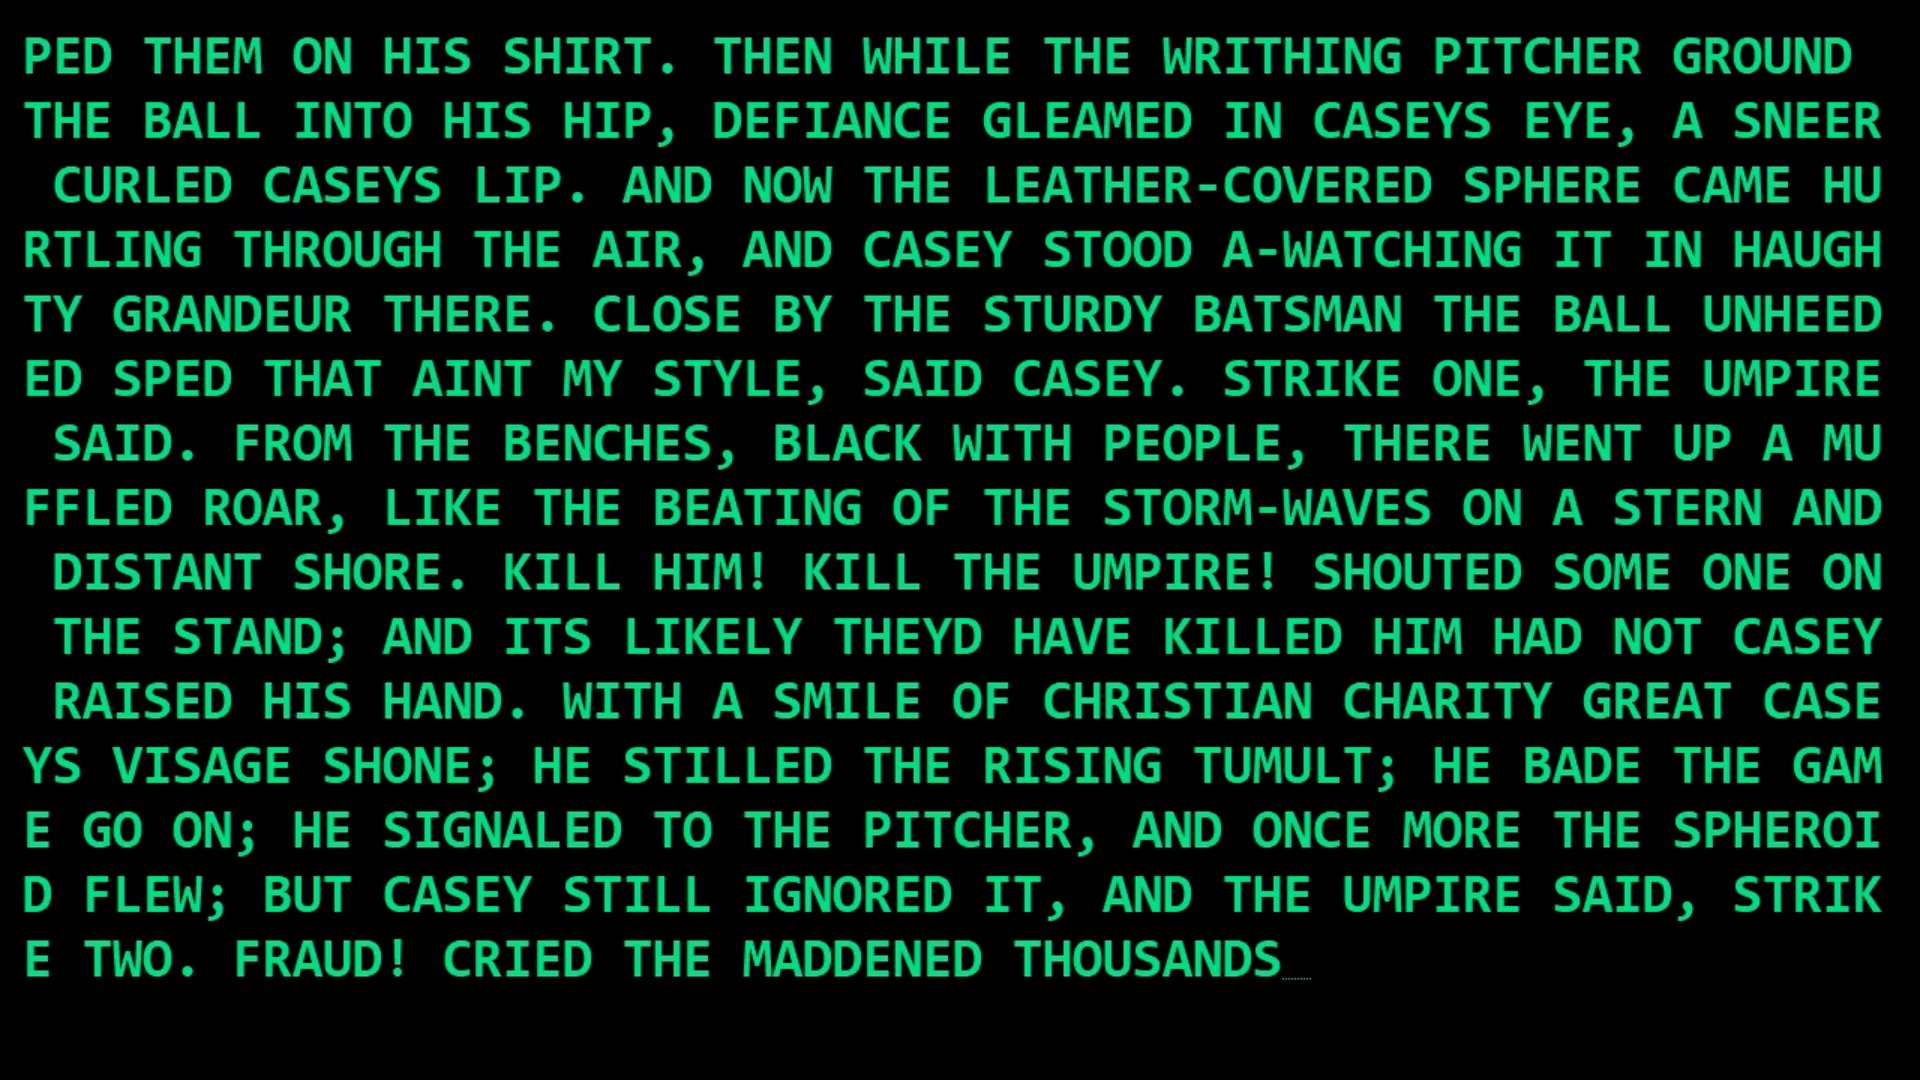 PED THEM ON HIS SHIRT. THEN WHILE THE WRITHING PITCHER GROUND
THE BALL INTO HIS HIP, DEFIANCE GLEAMED IN CASEYS EYE, A SNEER
 CURLED CASEYS LIP. AND NOW THE LEATHER-COVERED SPHERE CAME HU
RTLING THROUGH THE AIR, AND CASEY STOOD A-WATCHING IT IN HAUGH
TY GRANDEUR THERE. CLOSE BY THE STURDY BATSMAN THE BALL UNHEED
ED SPED THAT AINT MY STYLE, SAID CASEY. STRIKE ONE, THE UMPIRE
 SAID. FROM THE BENCHES, BLACK WITH PEOPLE, THERE WENT UP A MU
FFLED ROAR, LIKE THE BEATING OF THE STORM-WAVES ON A STERN AND
 DISTANT SHORE. KILL HIM! KILL THE UMPIRE! SHOUTED SOME ONE ON
 THE STAND; AND ITS LIKELY THEYD HAVE KILLED HIM HAD NOT CASEY
 RAISED HIS HAND. WITH A SMILE OF CHRISTIAN CHARITY GREAT CASE
YS VISAGE SHONE; HE STILLED THE RISING TUMULT; HE BADE THE GAM
E GO ON; HE SIGNALED TO THE PITCHER, AND ONCE MORE THE SPHEROI
D FLEW; BUT CASEY STILL IGNORED IT, AND THE UMPIRE SAID, STRIK
E TWO. FRAUD! CRIED THE MADDENED THOUSANDS_